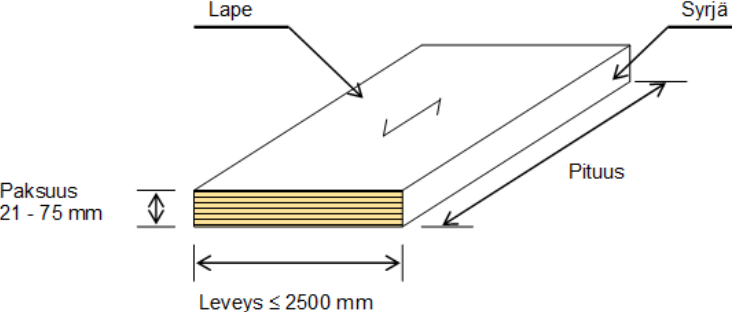 Lape
Syrjä
Pituus
Paksuus
21 - 75 mm
Leveys ≤ 2500 mm